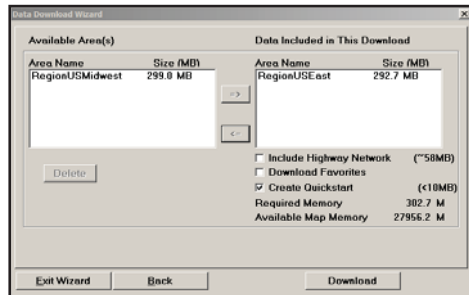 Data Download Wizard
Available Area(s)
Area Name Size (MB)
RegionUSMidwest 299.0 MB
Delete
=>
<-
Data Included in This Download
Area Name Size (MB)
RegionUSEast 292.7 MB
Include Highway Network (~58MB)
Download Favorites
Create Quickstart (<10MB)
Required Memory 302.7 M
Available Map Memory 27956.2 M
Exit Wizard
Back
Download